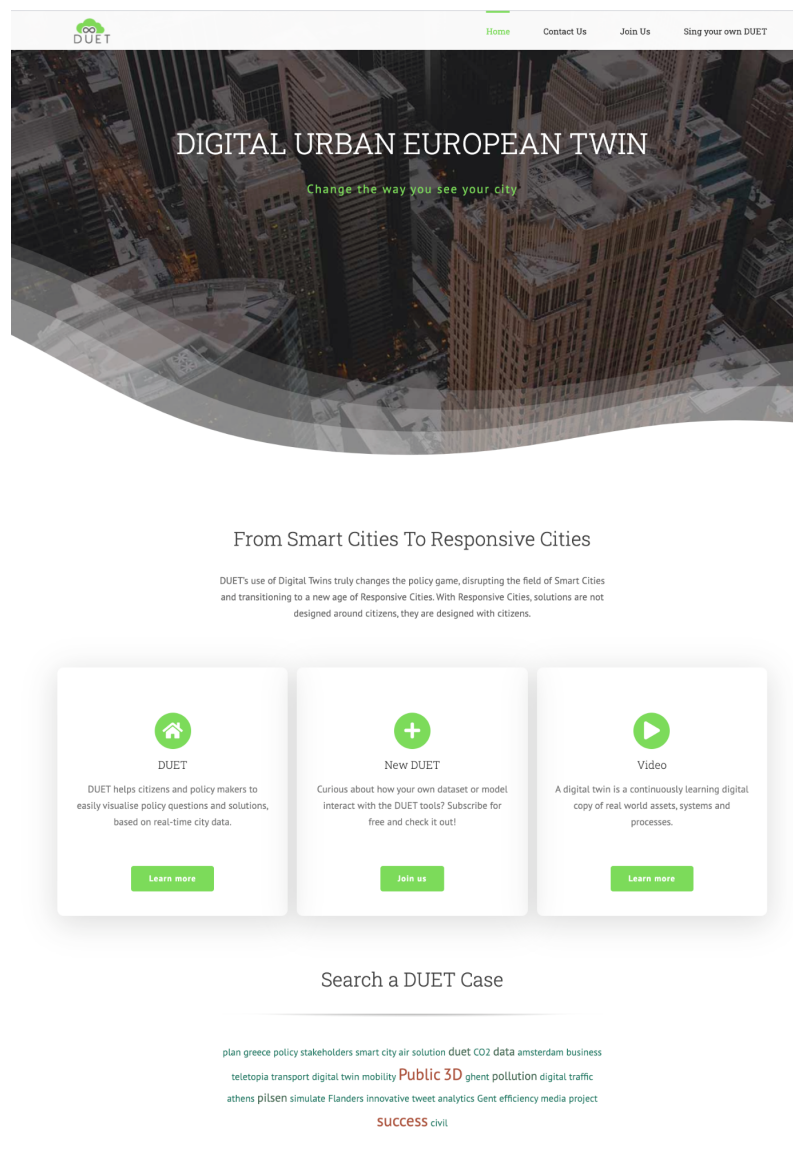 DUET
Home Contact Us Join Us Sing your own DUET
DIGITAL URBAN EUROPEAN TWIN
Change the way you see your city
From Smart Cities To Responsive Cities
DUET's use of Digital Twins truly changes the policy game, disrupting the field of Smart Cities
and transitioning to a new age of Responsive Cities. With Responsive Cities, solutions are not
designed around citizens, they are designed with citizens.
DUET
DUET helps citizens and policy makers to
easily visualise policy questions and solutions,
based on real-time city data.
Learn more
New DUET
Curious about how your own dataset or model
interact with the DUET tools? Subscribe for
free and check it out!
Join us
Video
A digital twin is a continuously learning digital
copy of real world assets, systems and
processes.
Learn more
Search a DUET Case
plan greece policy stakeholders smart city air solution duet CO2 data amsterdam business
teletopia transport digital twin mobility Public 3D ghent pollution digital traffic
athens pilsen simulate Flanders innovative tweet analytics Gent efficiency media project
success civil